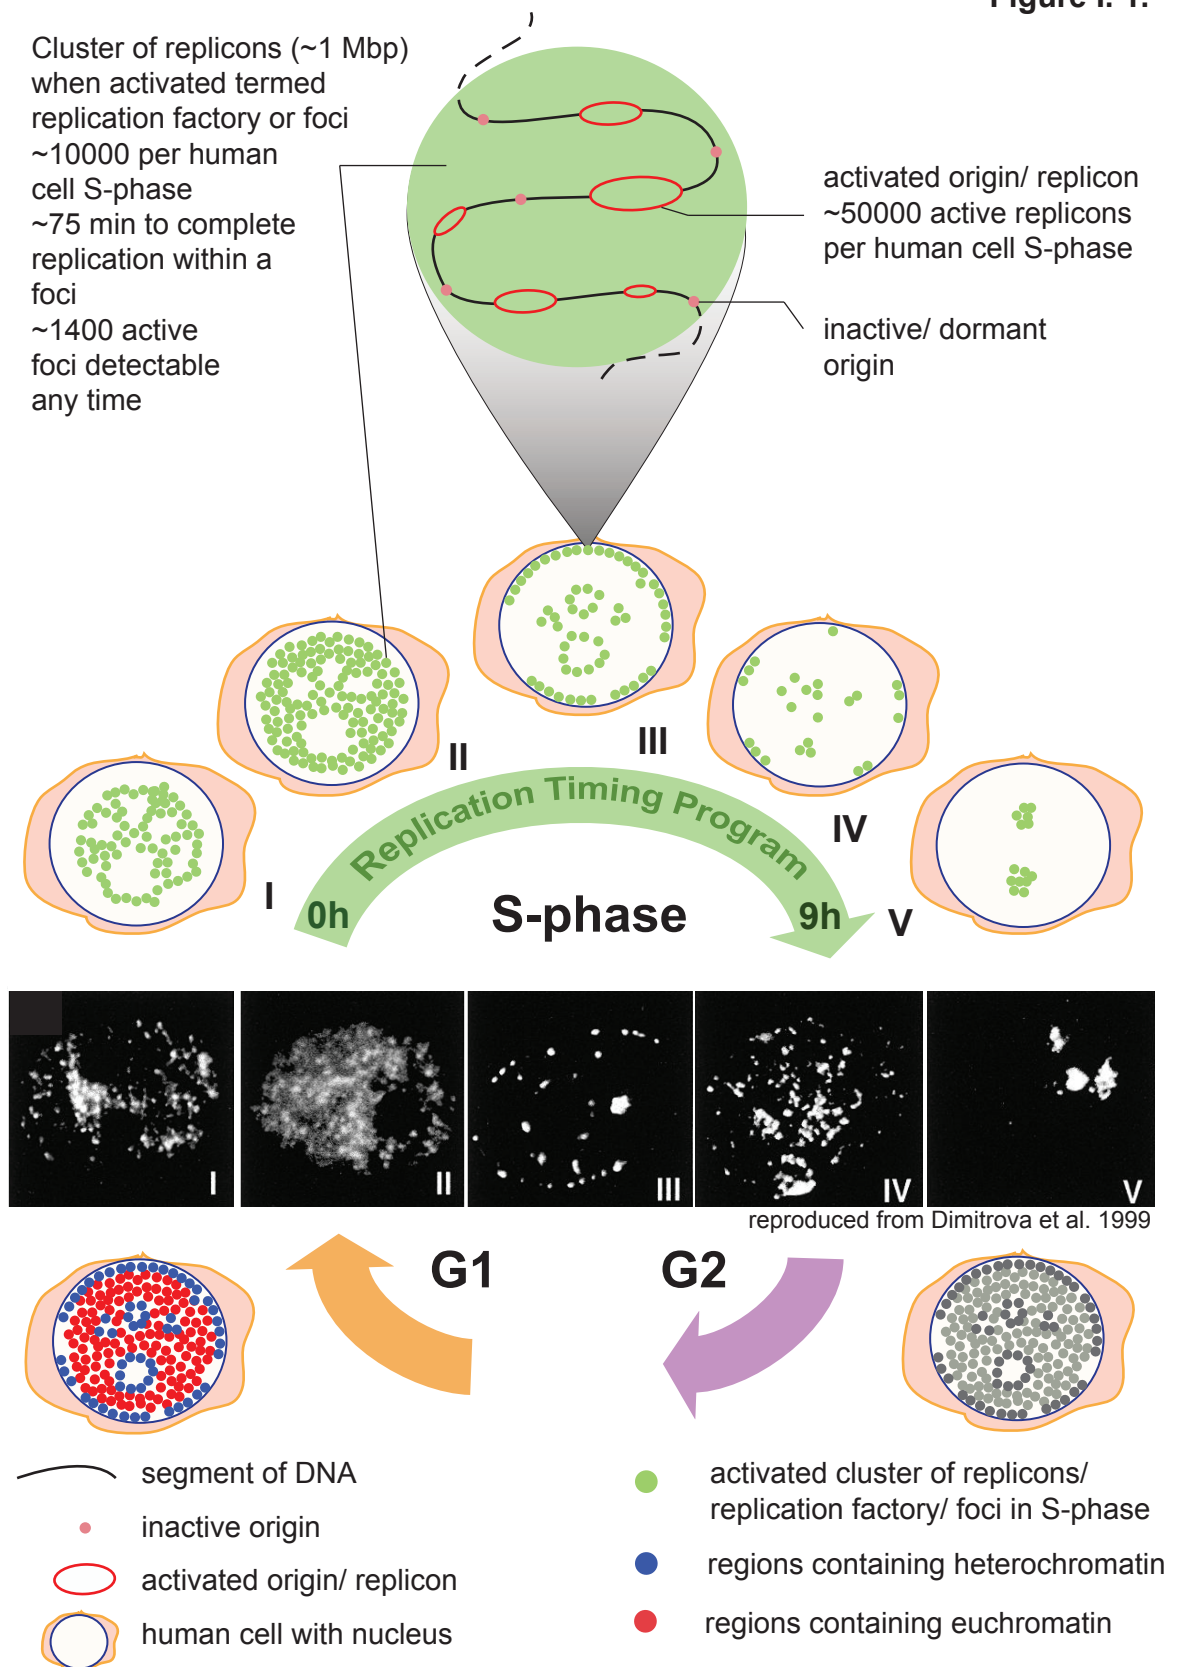 Figure I. 1.
Cluster of replicons (~1 Mbp)
when activated termed
replication factory or foci
~10000 per human
cell S-phase
~75 min to complete
replication within a
foci
~1400 active
foci detectable
any time
activated origin/ replicon
~50000 active replicons
per human cell S-phase
inactive/ dormant
origin
I
II
III
IV
V
Replication Timing Program
0h
9h
S-phase
I
II
III
IV
V
reproduced from Dimitrova et al. 1999
G1
G2
segment of DNA
inactive origin
activated origin/ replicon
human cell with nucleus
activated cluster of replicons/
replication factory/ foci in S-phase
regions containing heterochromatin
regions containing euchromatin